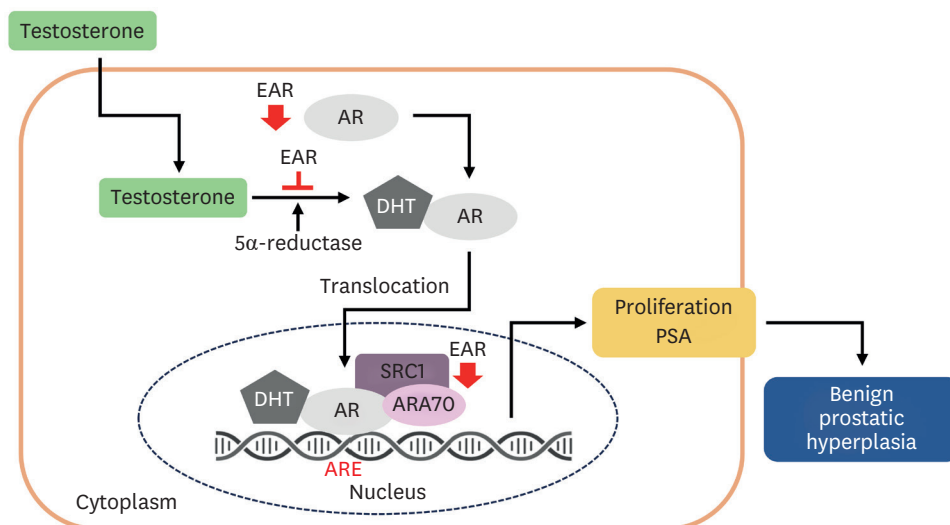 Testosterone
EAR
AR
EAR
Testosterone
DHT
AR
5α-reductase
Translocation
Proliferation
PSA
EAR
SRC1
DHT
AR
ARA70
Benign
prostatic
hyperplasia
ARE
Nucleus
Cytoplasm